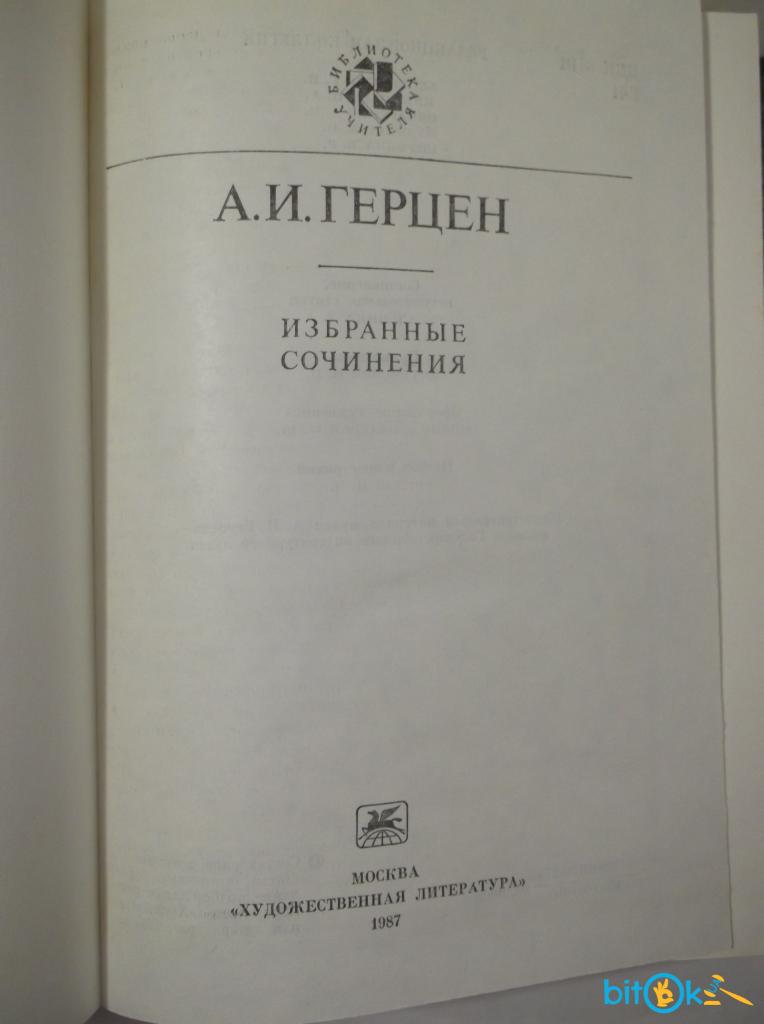 БИБЛИОТЕКА
УЧИТЕЛЯ
А.И.ГЕРЦЕН
ИЗБРАННЫЕ
СОЧИНЕНИЯ
МОСКВА
«ХУДОЖЕСТВЕННАЯ ЛИТЕРАТУРА»
1987
bitOk